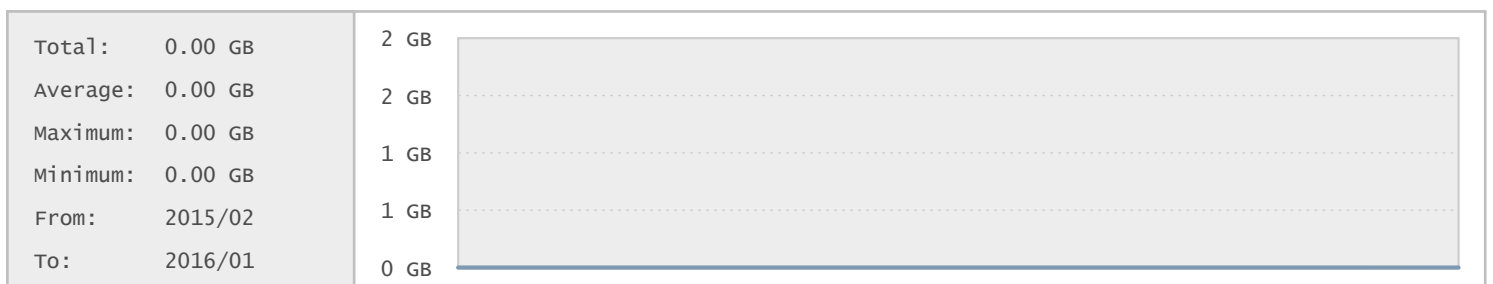 Total: 0.00 GB
Average: 0.00 GB
Maximum: 0.00 GB
Minimum: 0.00 GB
From: 2015/02
To: 2016/01
2 GB
2 GB
1 GB
1 GB
0 GB